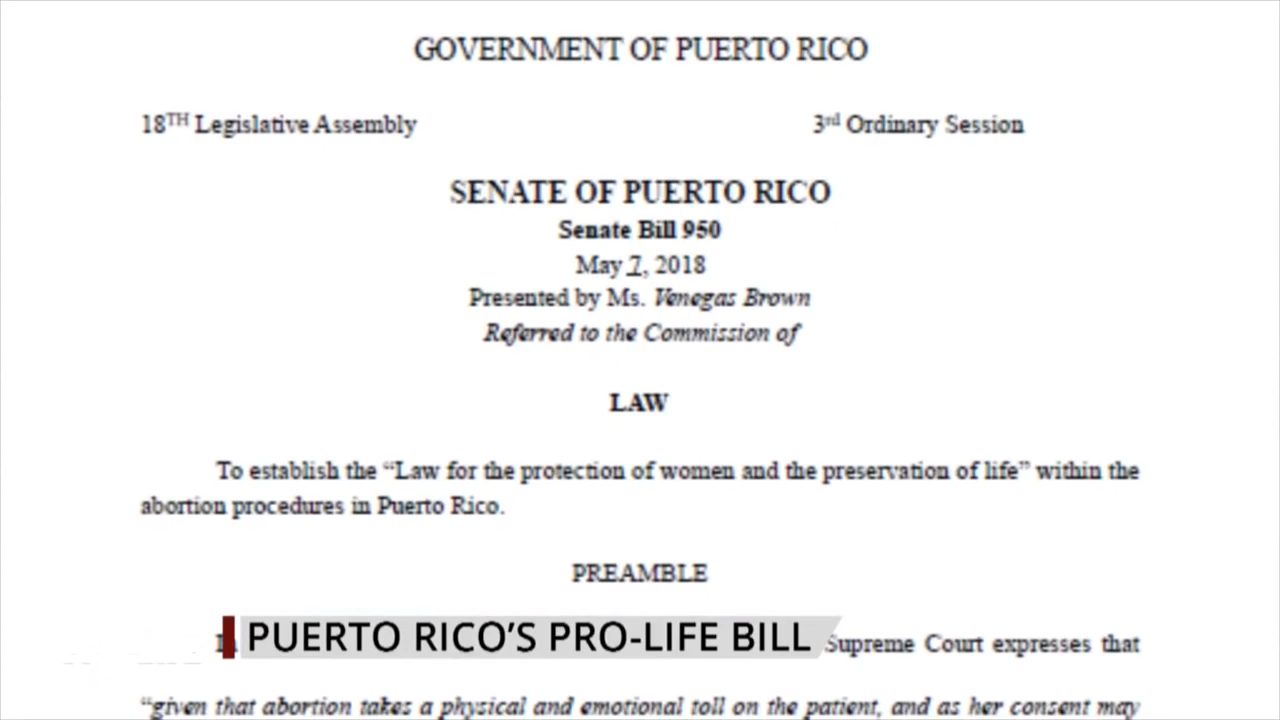 GOVERNMENT OF PUERTO RICO
18TH Legislative Assembly 3rd Ordinary Session
SENATE OF PUERTO RICO
Senate Bill 950
May 7, 2018
Presented by Ms. Venegas Brown
Referred to the Commission of
LAW
To establish the “Law for the protection of women and the preservation of life” within the
abortion procedures in Puerto Rico.
PREAMBLE
PUERTO RICO’S PRO-LIFE BILL
Supreme Court expresses that
“given that abortion takes a physical and emotional toll on the patient, and as her consent may